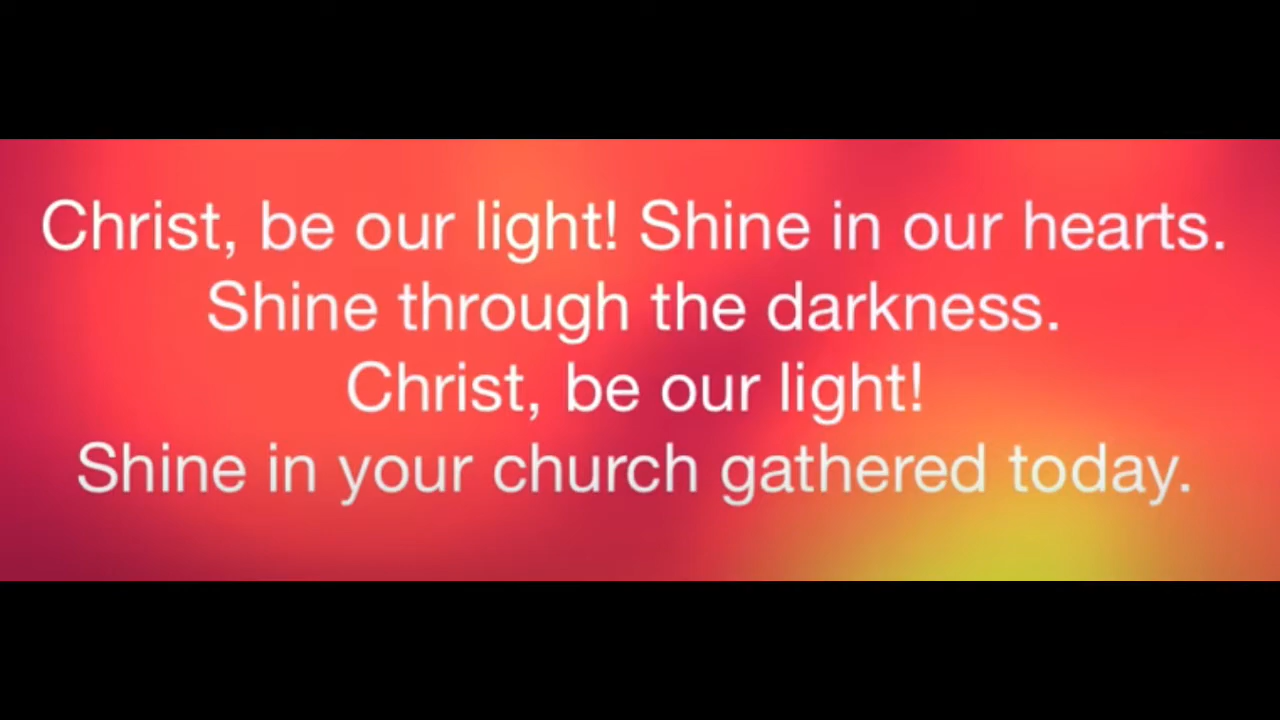 Christ, be our light! Shine in our hearts.
Shine through the darkness.
Christ, be our light!
Shine in your church gathered today.